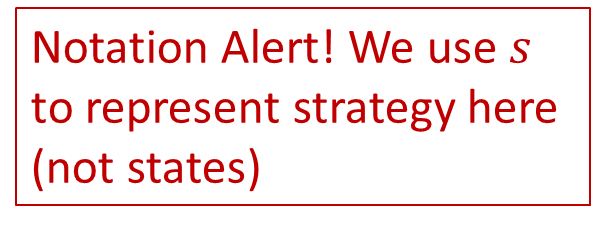 Notation Alert! We use s
to represent strategy here
(not states)